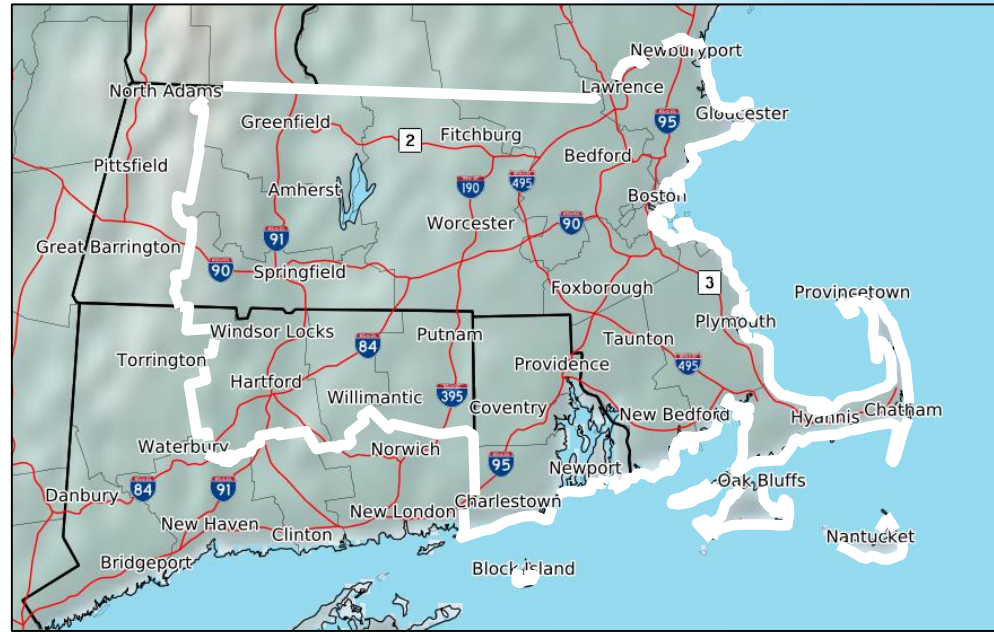 Newburyport
North Adams
Lawrence
Gloucester
Greenfield
95
2
Fitchburg
Bedford
Pittsfield
Amherst
190
495
Boston
Worcester
90
91
Great Barrington
90
Springfield
Foxborough
3
Provincetown
Windsor Locks
Putnam
Plymouth
Taunton
84
Torrington
Providence
495
Hartford
395
Willimantic
Coventry
New Bedford
Hyannis
Chatham
Waterbury
Norwich
95
Newport
Oak Bluffs
Danbury
84
91
Charlestown
New London
New Haven
Clinton
Nantucket
Bridgeport
Block Island